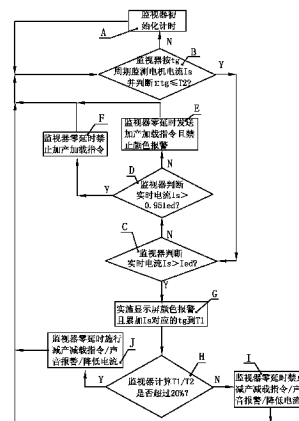 监视器初
始化计时
A
N
B
监视器按tg
周期监测电机电流Is
并判断rtg≤T2?
Y
F
监视器零延时
禁止加产加载指令
E
监视器零延时发送
加产加载指令且禁
止颜色报警
N
D
监视器判断
实时电流Is>
0.95Ied?
Y
N
C
监视器判断
实时电流Is>Ied?
Y
G
实施显示屏颜色报警
且累加Is对应的tg到T1
监视器零延时施行
减产减载指令/声
音报警/降低电流
J
H
监视器计算T1/T2
是否超过20%?
Y
N
I
监视器零延时禁止
减产减载指令/声
音报警/降低电流